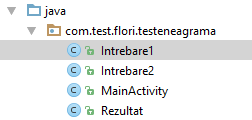 java
com.test.flori.testeneagrama
Intrebare1
Intrebare2
MainActivity
Rezultat